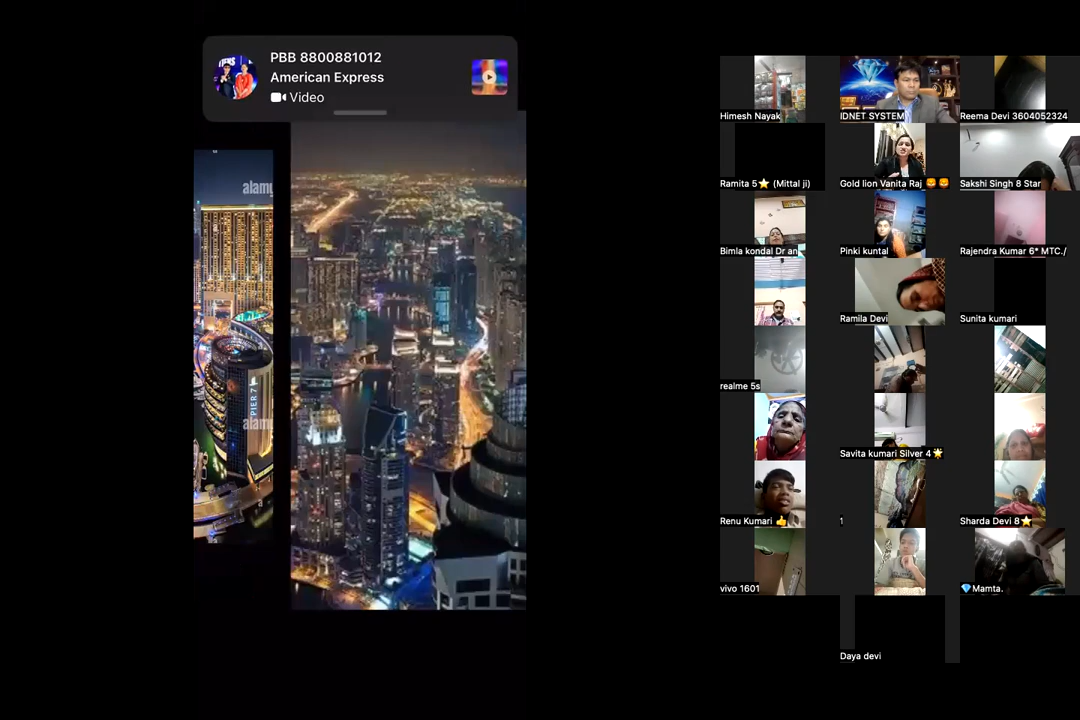 PBB 8800881012
American Express
Video
alamy
PIER 7
alamy
Himesh Nayak
IDNET SYSTEM
Reema Devi 3604052324
Ramita 5⭐ (Mittal ji)
Gold lion Vanita Raj 🦁🦁
Sakshi Singh 8 Star
Bimla kondal Dr an
Pinki kuntal
Rajendra Kumar 6* MTC./
Ramila Devi
Sunita kumari
realme 5s
Savita kumari Silver 4🌟
Renu Kumari 👍
1
Sharda Devi 8⭐
vivo 1601
💎Mamta.
Daya devi